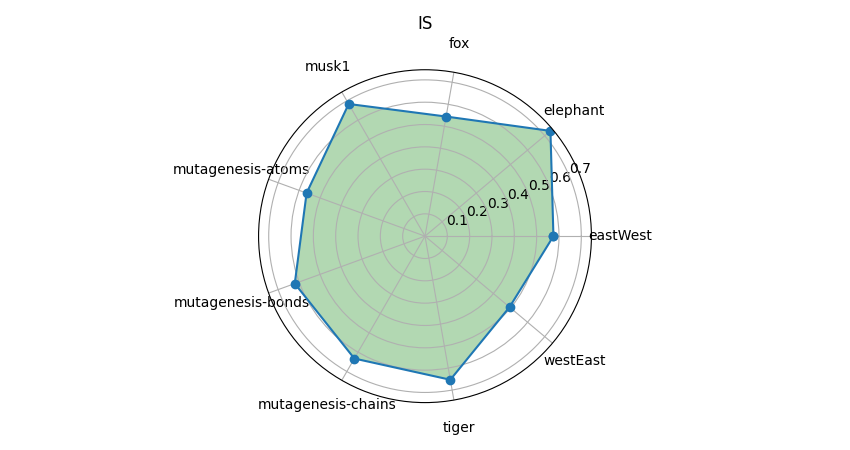 IS
fox
musk1
elephant
mutagenesis-atoms
0.7
0.6
0.5
0.4
0.3
0.2
0.1
eastWest
mutagenesis-bonds
westEast
mutagenesis-chains
tiger